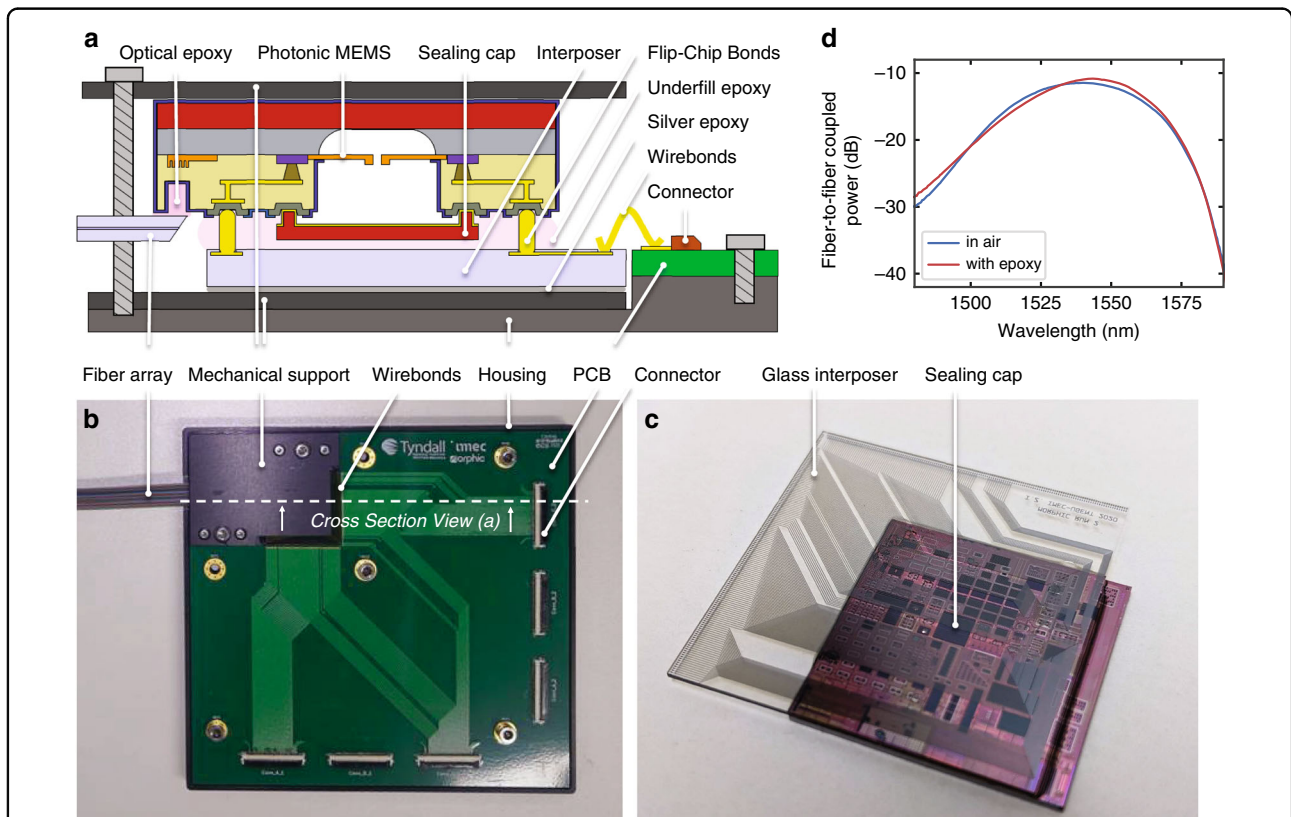 a
Optical epoxy
Photonic MEMS
Sealing cap
Interposer
Flip-Chip Bonds
Underfill epoxy
Silver epoxy
Wirebonds
Connector
d
Fiber-to-fiber coupled
power (dB)
–10
–20
–30
–40
in air
with epoxy
1500
1525
1550
1575
Wavelength (nm)
Fiber array
Mechanical support
Wirebonds
Housing
PCB
Connector
Glass interposer
Sealing cap
b
Tyndall
imec
Cross Section View (a)
c